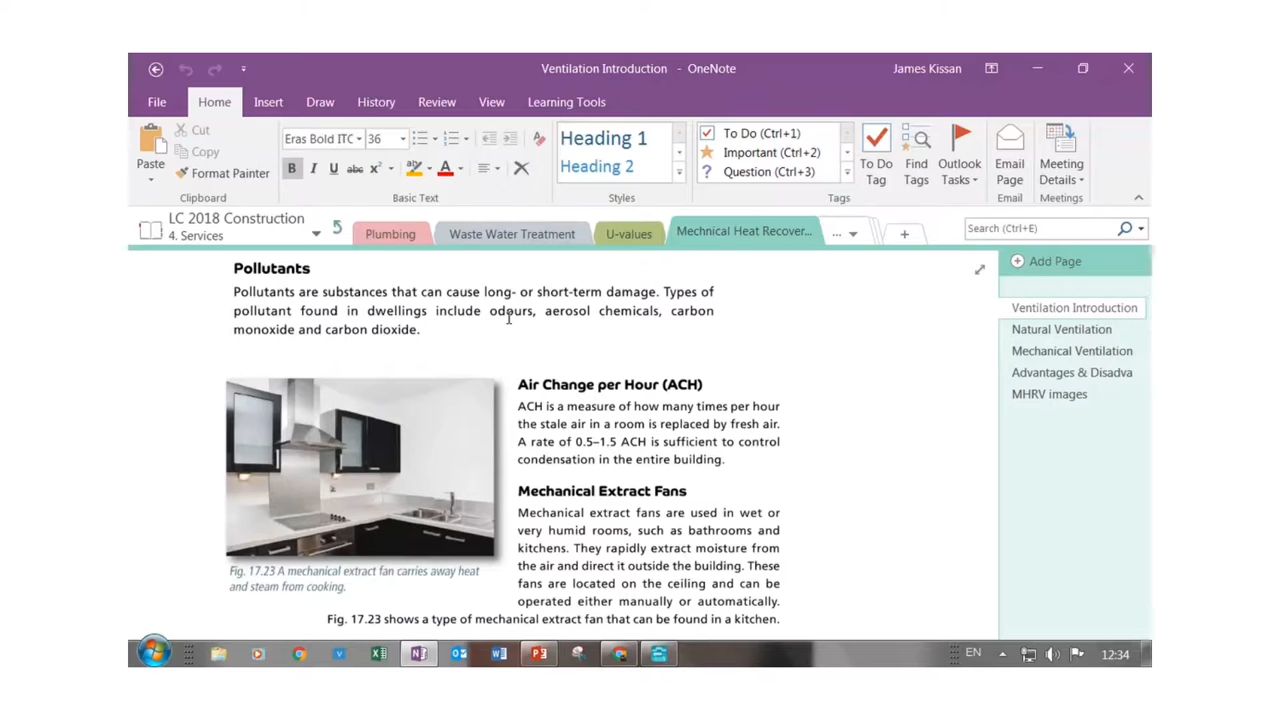 Ventilation Introduction - OneNote
James Kissan
File Home Insert Draw History Review View Learning Tools
Paste
Cut
Copy
Format Painter
Clipboard
Eras Bold ITC 36
B I U abc x² ab A
Basic Text
Heading 1
Heading 2
Styles
To Do (Ctrl+1)
Important (Ctrl+2)
Question (Ctrl+3)
Tags
To Do
Tag
Find
Tags
Outlook
Tasks
Email
Page
Email
Meeting
Details
Meetings
LC 2018 Construction
4. Services
Plumbing
Waste Water Treatment
U-values
Mechnical Heat Recover...
...
Search (Ctrl+E)
Add Page
Ventilation Introduction
Natural Ventilation
Mechanical Ventilation
Advantages & Disadva
MHRV images
Pollutants
Pollutants are substances that can cause long- or short-term damage. Types of
pollutant found in dwellings include odours, aerosol chemicals, carbon
monoxide and carbon dioxide.
Air Change per Hour (ACH)
ACH is a measure of how many times per hour
the stale air in a room is replaced by fresh air.
A rate of 0.5–1.5 ACH is sufficient to control
condensation in the entire building.
Mechanical Extract Fans
Mechanical extract fans are used in wet or
very humid rooms, such as bathrooms and
kitchens. They rapidly extract moisture from
the air and direct it outside the building. These
fans are located on the ceiling and can be
operated either manually or automatically.
Fig. 17.23 shows a type of mechanical extract fan that can be found in a kitchen.
Fig. 17.23 A mechanical extract fan carries away heat
and steam from cooking.
EN
12:34